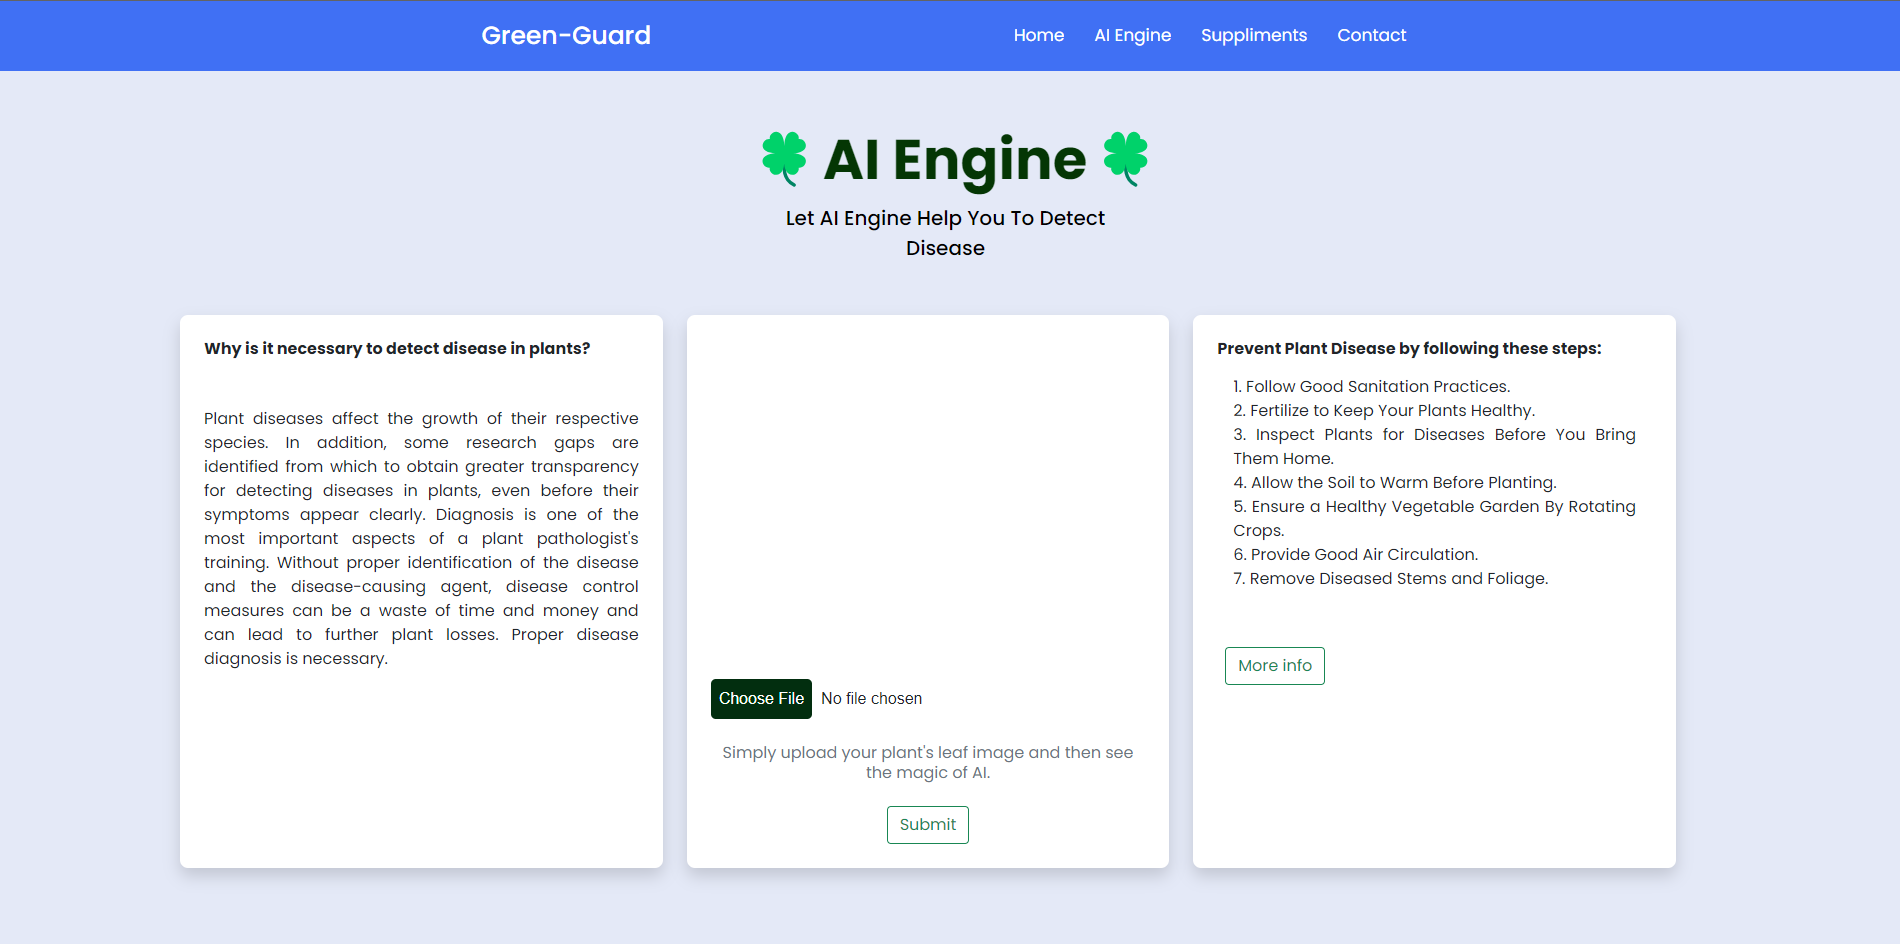 Green-Guard
Home
AI Engine
Suppliments
Contact
AI Engine
Let AI Engine Help You To Detect
Disease
Why is it necessary to detect disease in plants?
Plant diseases affect the growth of their respective
species. In addition, some research gaps are
identified from which to obtain greater transparency
for detecting diseases in plants, even before their
symptoms appear clearly. Diagnosis is one of the
most important aspects of a plant pathologist's
training. Without proper identification of the disease
and the disease-causing agent, disease control
measures can be a waste of time and money and
can lead to further plant losses. Proper disease
diagnosis is necessary.
Choose File
No file chosen
Simply upload your plant's leaf image and then see
the magic of AI.
Submit
Prevent Plant Disease by following these steps:
1. Follow Good Sanitation Practices.
2. Fertilize to Keep Your Plants Healthy.
3. Inspect Plants for Diseases Before You Bring
Them Home.
4. Allow the Soil to Warm Before Planting.
5. Ensure a Healthy Vegetable Garden By Rotating
Crops.
6. Provide Good Air Circulation.
7. Remove Diseased Stems and Foliage.
More info